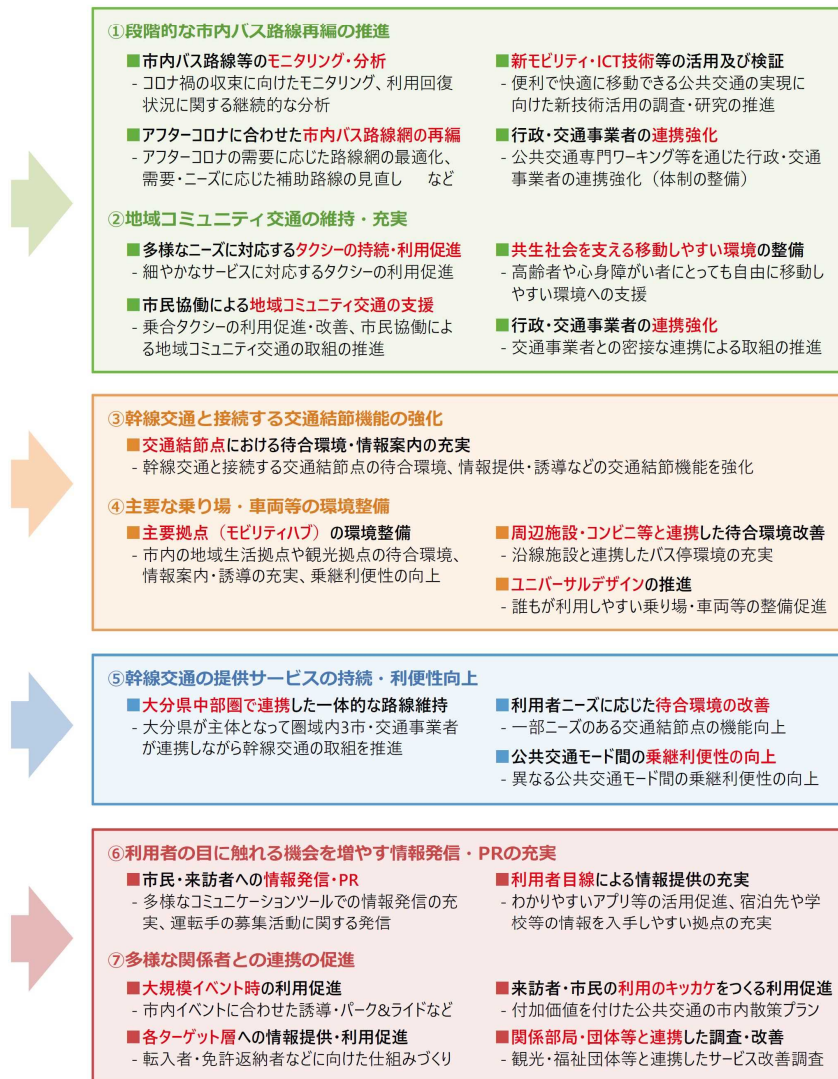 ①段階的な市内バス路線再編の推進
■市内バス路線等のモニタリング・分析
- コロナ禍の収束に向けたモニタリング、利用回復
状況に関する継続的な分析
■アフターコロナに合わせた市内バス路線網の再編
- アフターコロナの需要に応じた路線網の最適化、
需要・ニーズに応じた補助路線の見直し　など
■新モビリティ・ICT技術等の活用及び検証
- 便利で快適に移動できる公共交通の実現に
向けた新技術活用の調査・研究の推進
■行政・交通事業者の連携強化
- 公共交通専門ワーキング等を通じた行政・交通
事業者の連携強化（体制の整備）
②地域コミュニティ交通の維持・充実
■多様なニーズに対応するタクシーの持続・利用促進
- 細やかなサービスに対応するタクシーの利用促進
■市民協働による地域コミュニティ交通の支援
- 乗合タクシーの利用促進・改善、市民協働によ
る地域コミュニティ交通の取組の推進
■共生社会を支える移動しやすい環境の整備
- 高齢者や心身障がい者にとっても自由に移動し
やすい環境への支援
■行政・交通事業者の連携強化
- 交通事業者との密接な連携による取組の推進
③幹線交通と接続する交通結節機能の強化
■交通結節点における待合環境・情報案内の充実
- 幹線交通と接続する交通結節点の待合環境、情報提供・誘導などの交通結節機能を強化
④主要な乗り場・車両等の環境整備
■主要拠点（モビリティハブ）の環境整備
- 市内の地域生活拠点や観光拠点の待合環境、
情報案内・誘導の充実、乗継利便性の向上
■周辺施設・コンビニ等と連携した待合環境改善
- 沿線施設と連携したバス停環境の充実
■ユニバーサルデザインの推進
- 誰もが利用しやすい乗り場・車両等の整備促進
⑤幹線交通の提供サービスの持続・利便性向上
■大分県中部圏で連携した一体的な路線維持
- 大分県が主体となって圏域内3市・交通事業者
が連携しながら幹線交通の取組を推進
■利用者ニーズに応じた待合環境の改善
- 一部ニーズのある交通結節点の機能向上
■公共交通モード間の乗継利便性の向上
- 異なる公共交通モード間の乗継利便性の向上
⑥利用者の目に触れる機会を増やす情報発信・PRの充実
■市民・来訪者への情報発信・PR
- 多様なコミュニケーションツールでの情報発信の充
実、運転手の募集活動に関する発信
■利用者目線による情報提供の充実
- わかりやすいアプリ等の活用促進、宿泊先や学
校等の情報を入手しやすい拠点の充実
⑦多様な関係者との連携の促進
■大規模イベント時の利用促進
- 市内イベントに合わせた誘導・パーク&ライドなど
■各ターゲット層への情報提供・利用促進
- 転入者・免許返納者などに向けた仕組みづくり
■来訪者・市民の利用のキッカケをつくる利用促進
- 付加価値を付けた公共交通の市内散策プラン
■関係部局・団体等と連携した調査・改善
- 観光・福祉団体等と連携したサービス改善調査